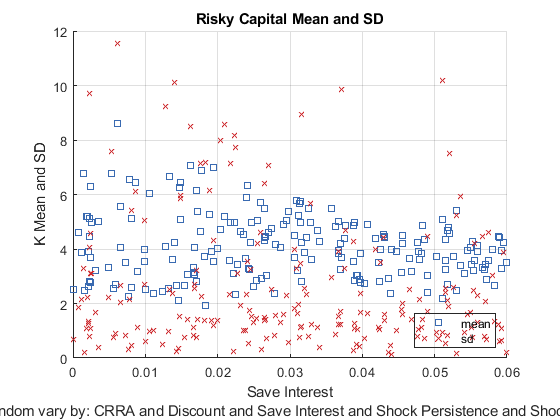 Risky Capital Mean and SD
12
10
8
6
4
2
0
K Mean and SD
0 0.01 0.02 0.03 0.04 0.05 0.06
Save Interest
mean
sd
ndom vary by: CRRA and Discount and Save Interest and Shock Persistence and Shoc